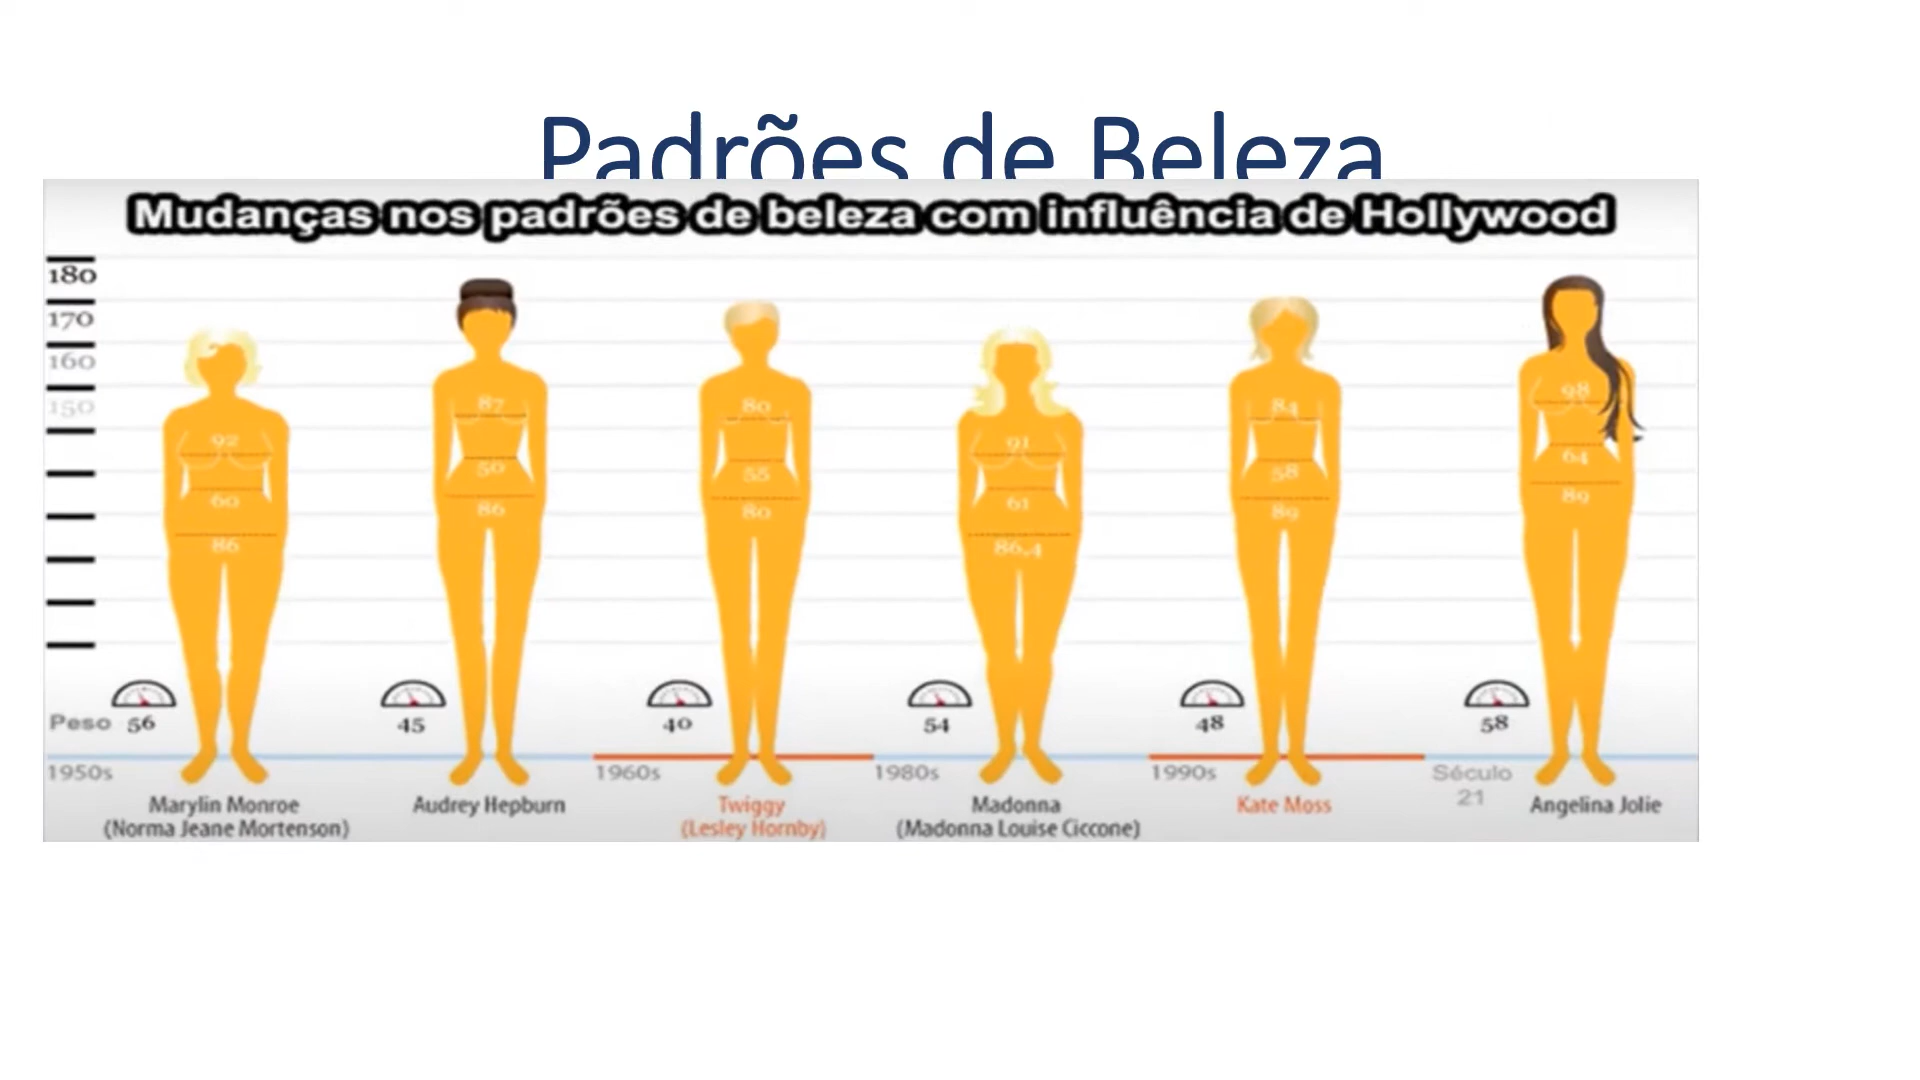 Padrões de Beleza
Mudanças nos padrões de beleza com influência de Hollywood
180
170
160
150
92
60
86
87
50
86
80
55
80
91
61
86,4
84
58
89
98
64
89
Peso 56
45
40
54
48
58
1950s
1960s
1980s
1990s
Século
21
Marylin Monroe
(Norma Jeane Mortenson)
Audrey Hepburn
Twiggy
(Lesley Hornby)
Madonna
(Madonna Louise Ciccone)
Kate Moss
Angelina Jolie